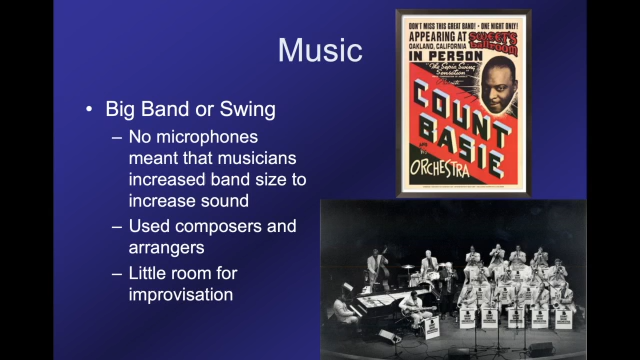 Music
• Big Band or Swing
– No microphones
meant that musicians
increased band size to
increase sound
– Used composers and
arrangers
– Little room for
improvisation
DON'T MISS THIS GREAT BAND! • ONE NIGHT ONLY!
APPEARING AT SWEET'S
OAKLAND, CALIFORNIA ballroom
IN PERSON
"The Super Swing
Sensation"
COUNT
BASIE
ORCHESTRA